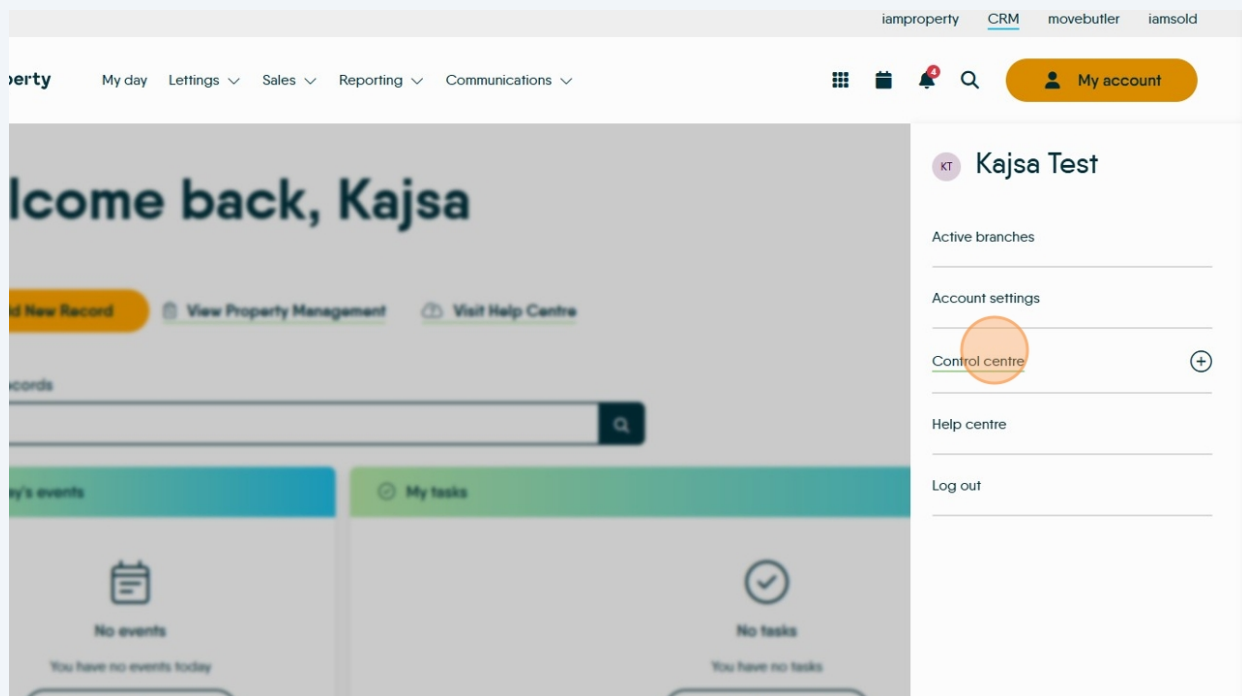 iamproperty CRM movebutler iamsold
perty My day Lettings Sales Reporting Communications 4 My account
KT Kajsa Test
lcome back, Kajsa
Active branches
Account settings
d New Record View Property Management Visit Help Centre
Control centre
cords
Help centre
Log out
ay's events My tasks
No events No tasks
You have no events today You have no tasks